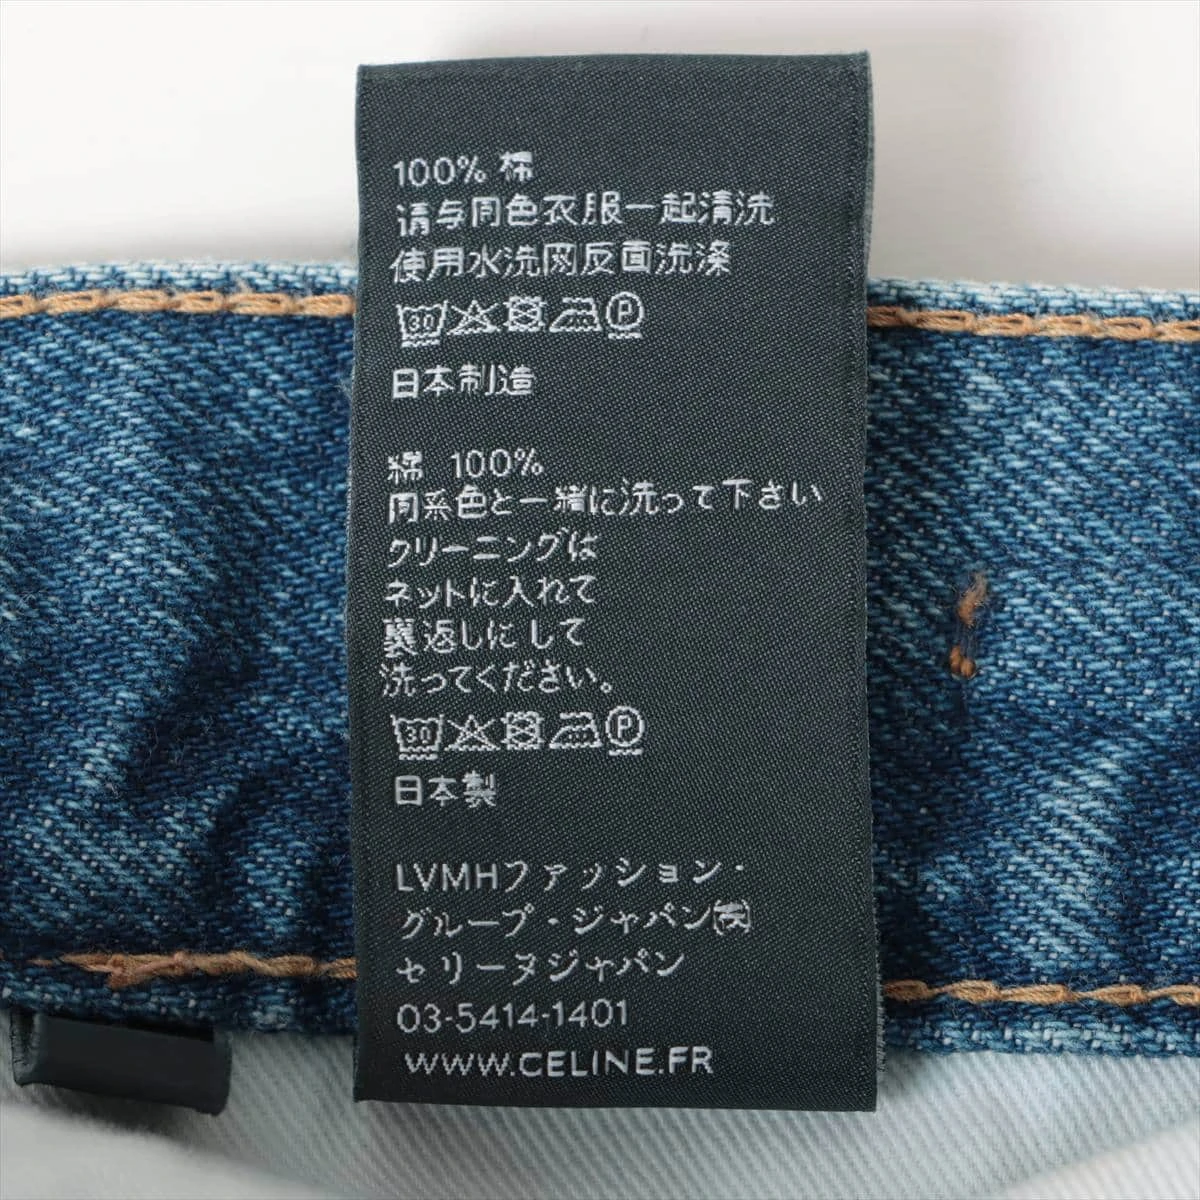 100% 棉
请与同色衣服一起清洗
使用水洗网反面洗涤
30 P
日本制造
綿 100%
同系色と一緒に洗って下さい
クリーニングは
ネットに入れて
裏返しにして
洗ってください。
30 P
日本製
LVMHファッション・
グループ・ジャパン㈱
セリーヌジャパン
03-5414-1401
WWW.CELINE.FR